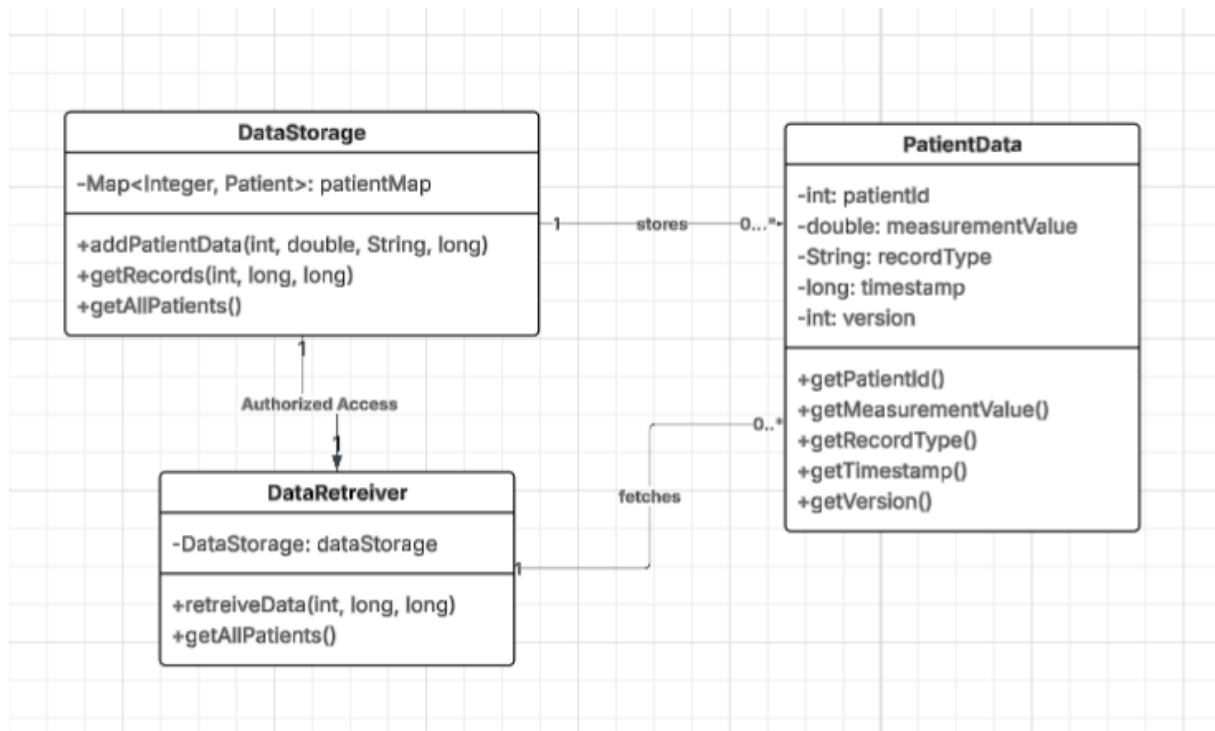 DataStorage
-Map<Integer, Patient>: patientMap
+addPatientData(int, double, String, long)
+getRecords(int, long, long)
+getAllPatients()
1
stores
0...*
PatientData
-int: patientId
-double: measurementValue
-String: recordType
-long: timestamp
-int: version
+getPatientId()
+getMeasurementValue()
+getRecordType()
+getTimestamp()
+getVersion()
1
Authorized Access
1
DataRetreiver
-DataStorage: dataStorage
+retreiveData(int, long, long)
+getAllPatients()
1
fetches
0..*